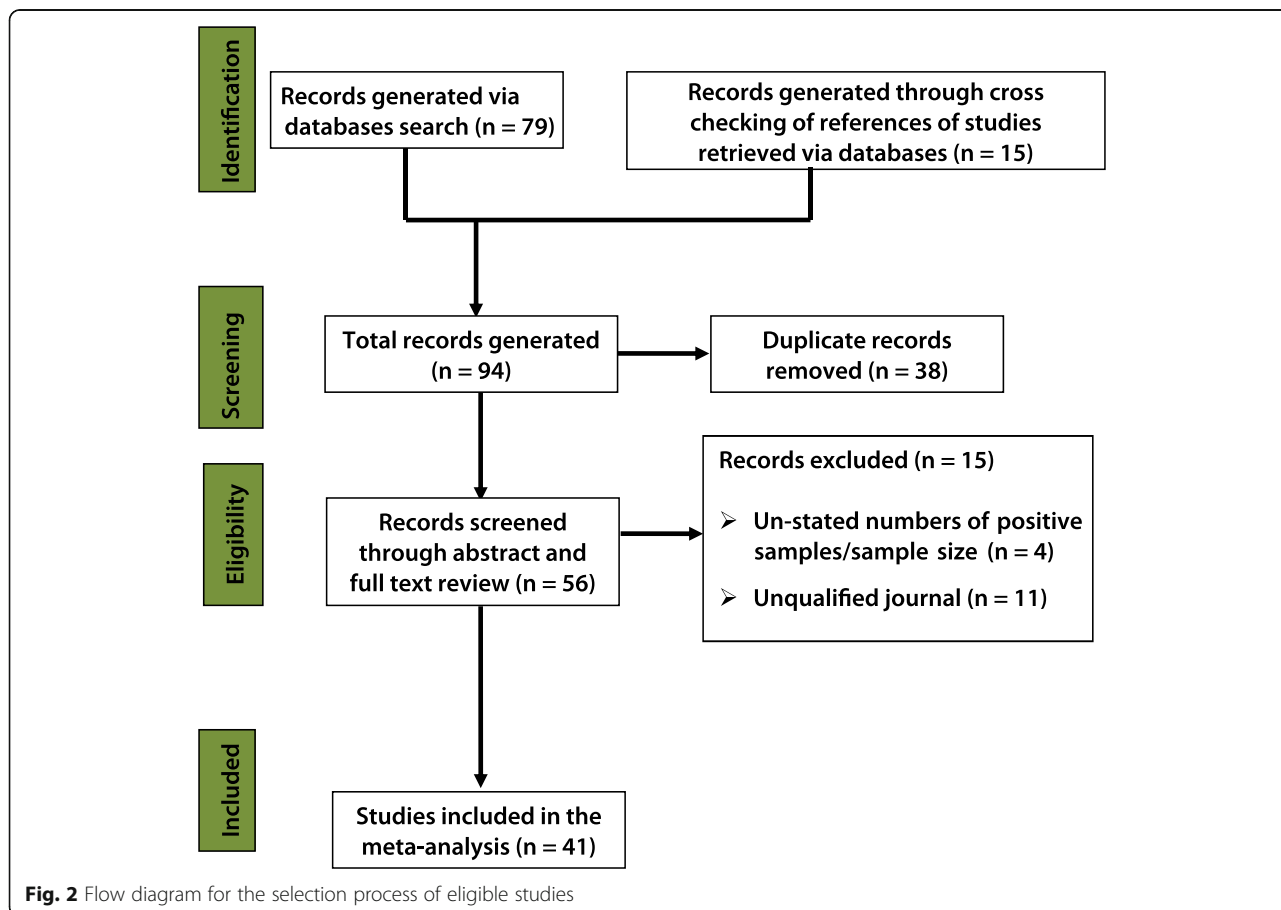 Identification
Records generated via
databases search (n = 79)
Records generated through cross
checking of references of studies
retrieved via databases (n = 15)
Screening
Total records generated
(n = 94)
Duplicate records
removed (n = 38)
Eligibility
Records screened
through abstract and
full text review (n = 56)
Records excluded (n = 15)
➢ Un-stated numbers of positive
samples/sample size (n = 4)
➢ Unqualified journal (n = 11)
Included
Studies included in the
meta-analysis (n = 41)
Fig. 2 Flow diagram for the selection process of eligible studies